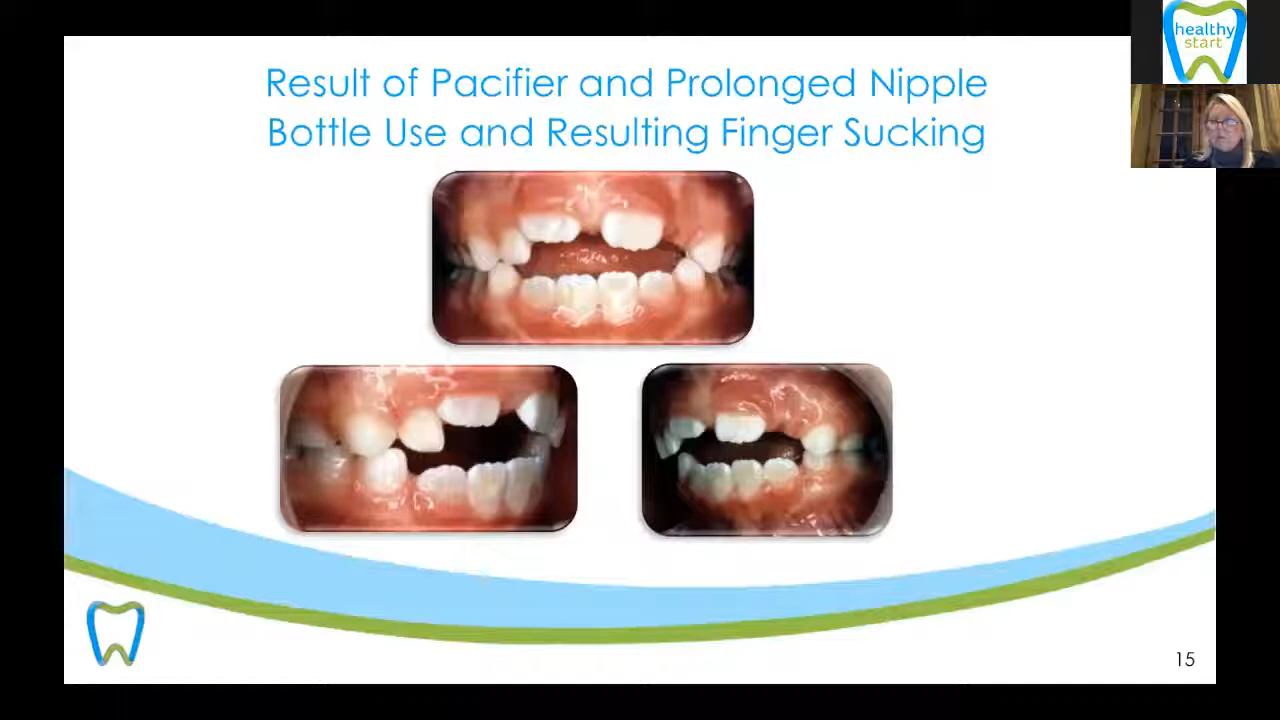 healthy
start
Result of Pacifier and Prolonged Nipple
Bottle Use and Resulting Finger Sucking
15